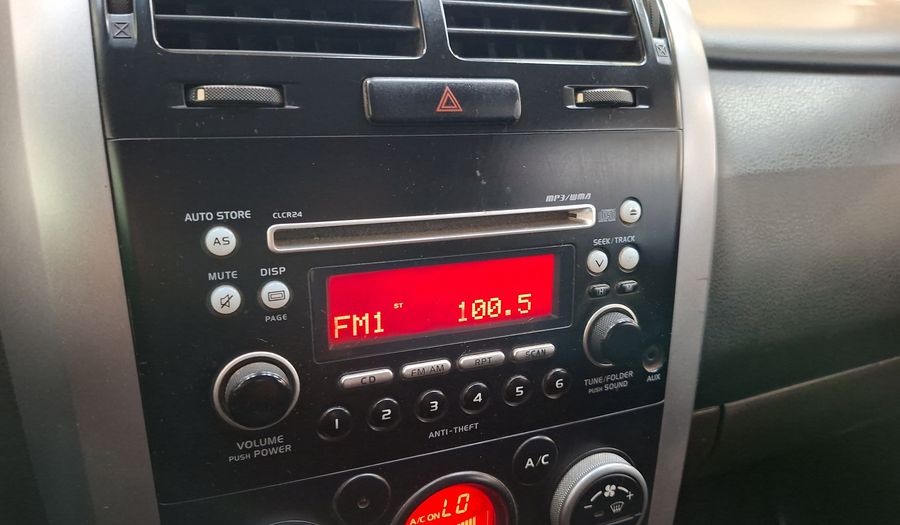 MP3/WMA
AUTO STORE
CLCR24
AS
SEEK/TRACK
MUTE
DISP
PAGE
ST
FM1 100.5
CD
FM AM
RPT
SCAN
1 2 3 4 5 6
TUNE/FOLDER
PUSH SOUND
AUX
ANTI-THEFT
VOLUME
PUSH POWER
A/C
LO
A/C ON